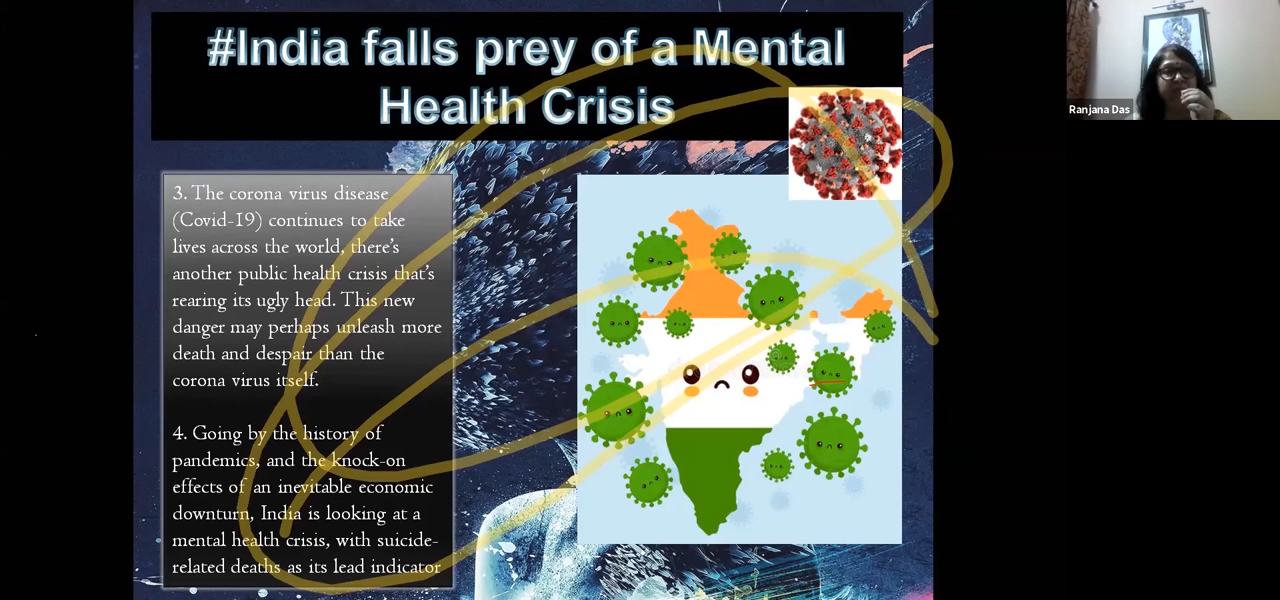 #India falls prey of a Mental
Health Crisis
Ranjana Das
3. The corona virus disease
(Covid-19) continues to take
lives across the world, there's
another public health crisis that's
rearing its ugly head. This new
danger may perhaps unleash more
death and despair than the
corona virus itself.
4. Going by the history of
pandemics, and the knock-on
effects of an inevitable economic
downturn, India is looking at a
mental health crisis, with suicide-
related deaths as its lead indicator